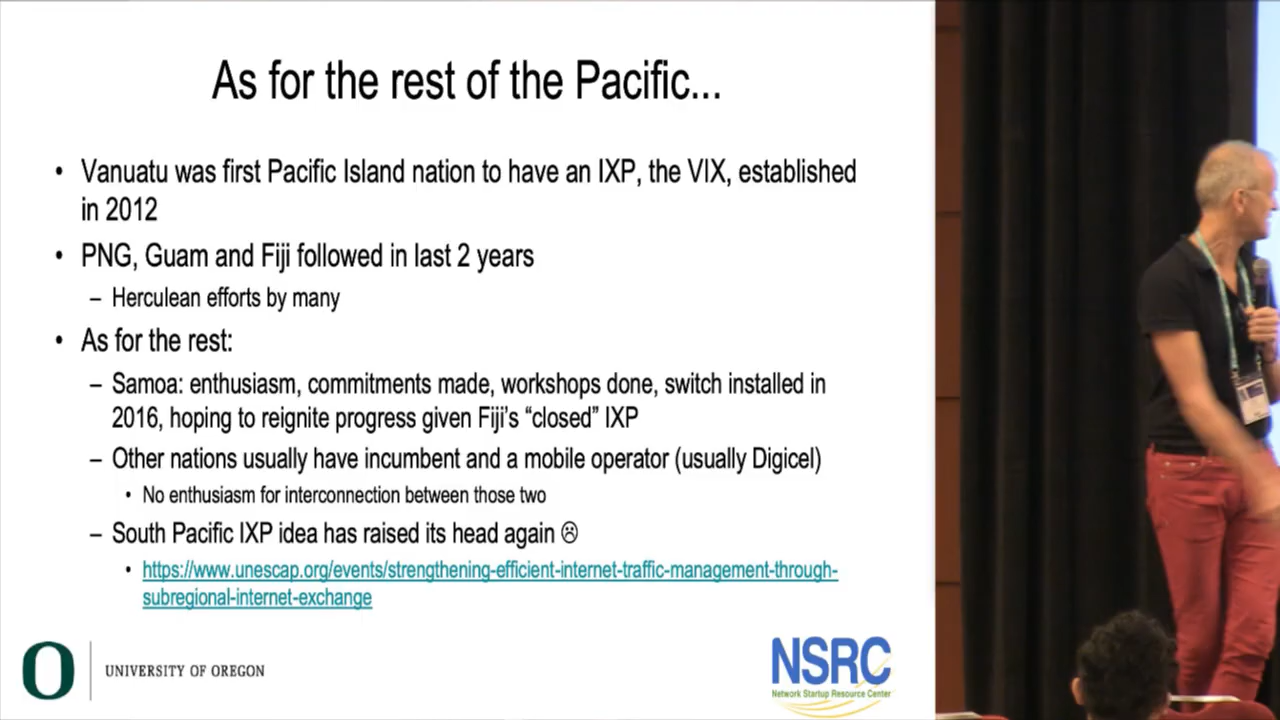 As for the rest of the Pacific...
• Vanuatu was first Pacific Island nation to have an IXP, the VIX, established
in 2012
• PNG, Guam and Fiji followed in last 2 years
– Herculean efforts by many
• As for the rest:
– Samoa: enthusiasm, commitments made, workshops done, switch installed in
2016, hoping to reignite progress given Fiji's “closed” IXP
– Other nations usually have incumbent and a mobile operator (usually Digicel)
• No enthusiasm for interconnection between those two
– South Pacific IXP idea has raised its head again ☹
• https://www.unescap.org/events/strengthening-efficient-internet-traffic-management-through-
subregional-internet-exchange
O UNIVERSITY OF OREGON
NSRC
Network Startup Resource Center